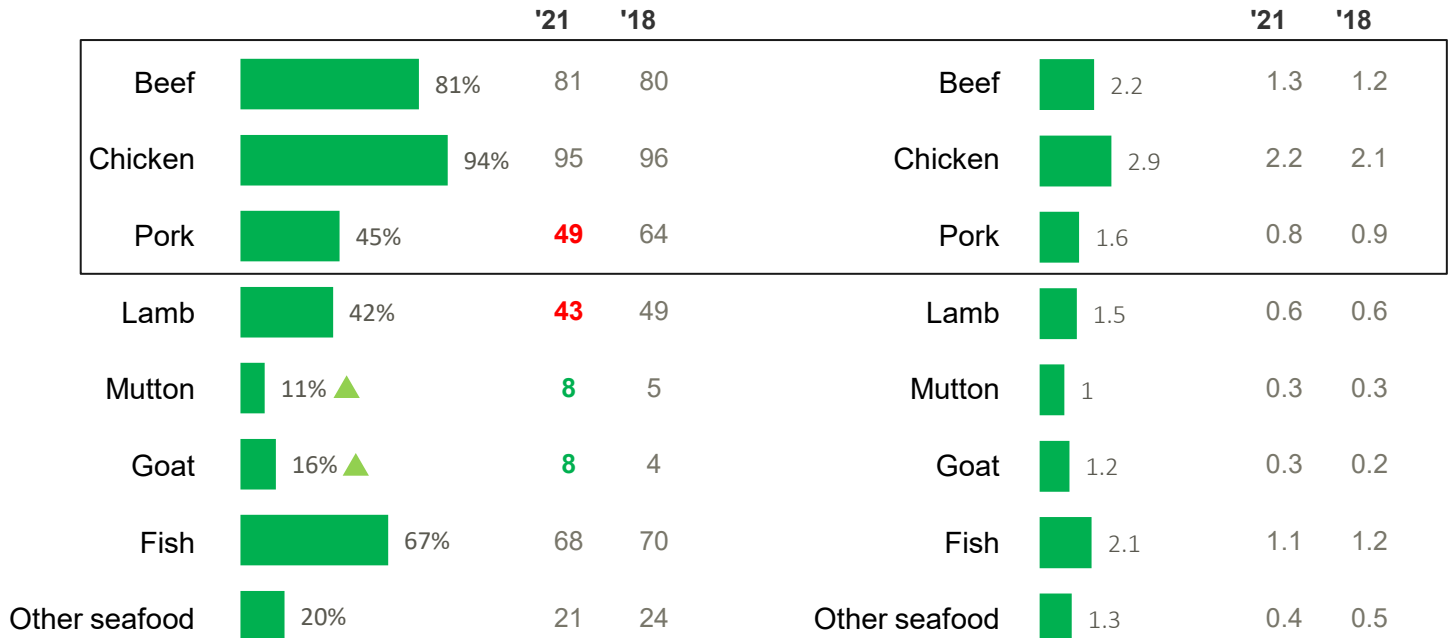 '21 '18 '21 '18
Beef 81% 81 80 Beef 2.2 1.3 1.2
Chicken 94% 95 96 Chicken 2.9 2.2 2.1
Pork 45% 49 64 Pork 1.6 0.8 0.9
Lamb 42% 43 49 Lamb 1.5 0.6 0.6
Mutton 11% 8 5 Mutton 1 0.3 0.3
Goat 16% 8 4 Goat 1.2 0.3 0.2
Fish 67% 68 70 Fish 2.1 1.1 1.2
Other seafood 20% 21 24 Other seafood 1.3 0.4 0.5